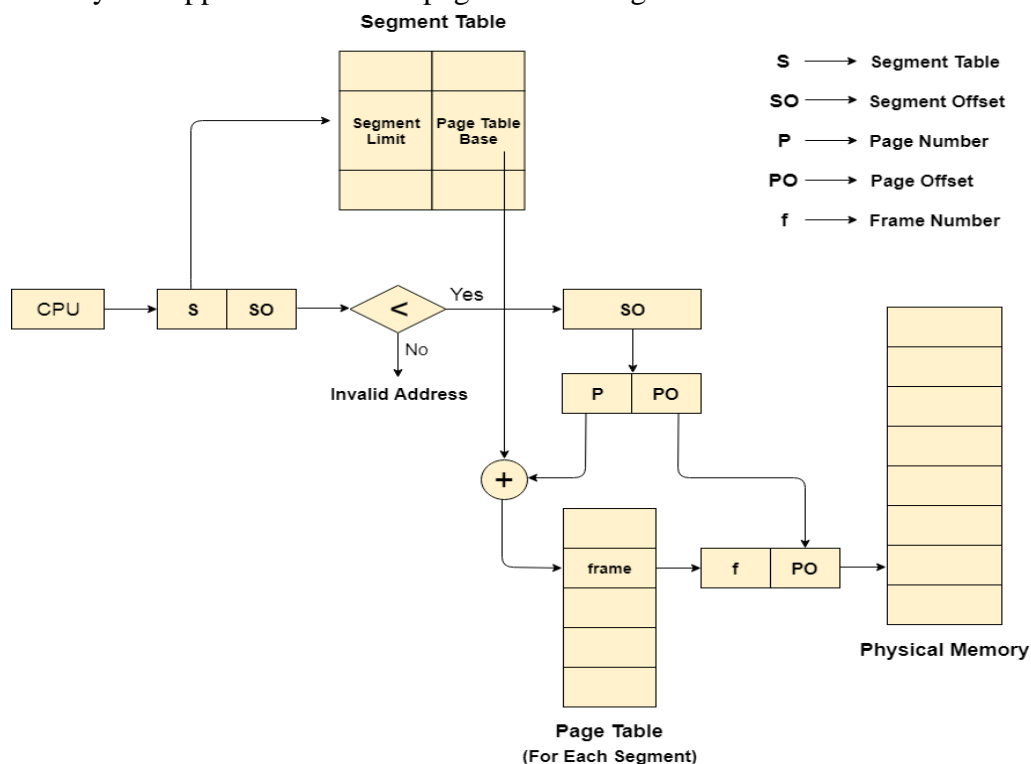 Segment Table
S → Segment Table
SO → Segment Offset
P → Page Number
PO → Page Offset
f → Frame Number
Segment
Limit
Page Table
Base
CPU
S
SO
<
Yes
No
Invalid Address
SO
P
PO
+
frame
f
PO
Physical Memory
Page Table
(For Each Segment)